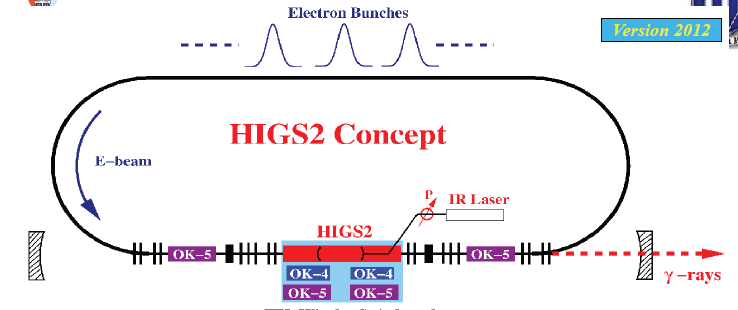 Electron Bunches
Version 2012
HIGS2 Concept
E-beam
P
IR Laser
HIGS2
OK-5
OK-5
γ-rays
OK-4 OK-4
OK-5 OK-5